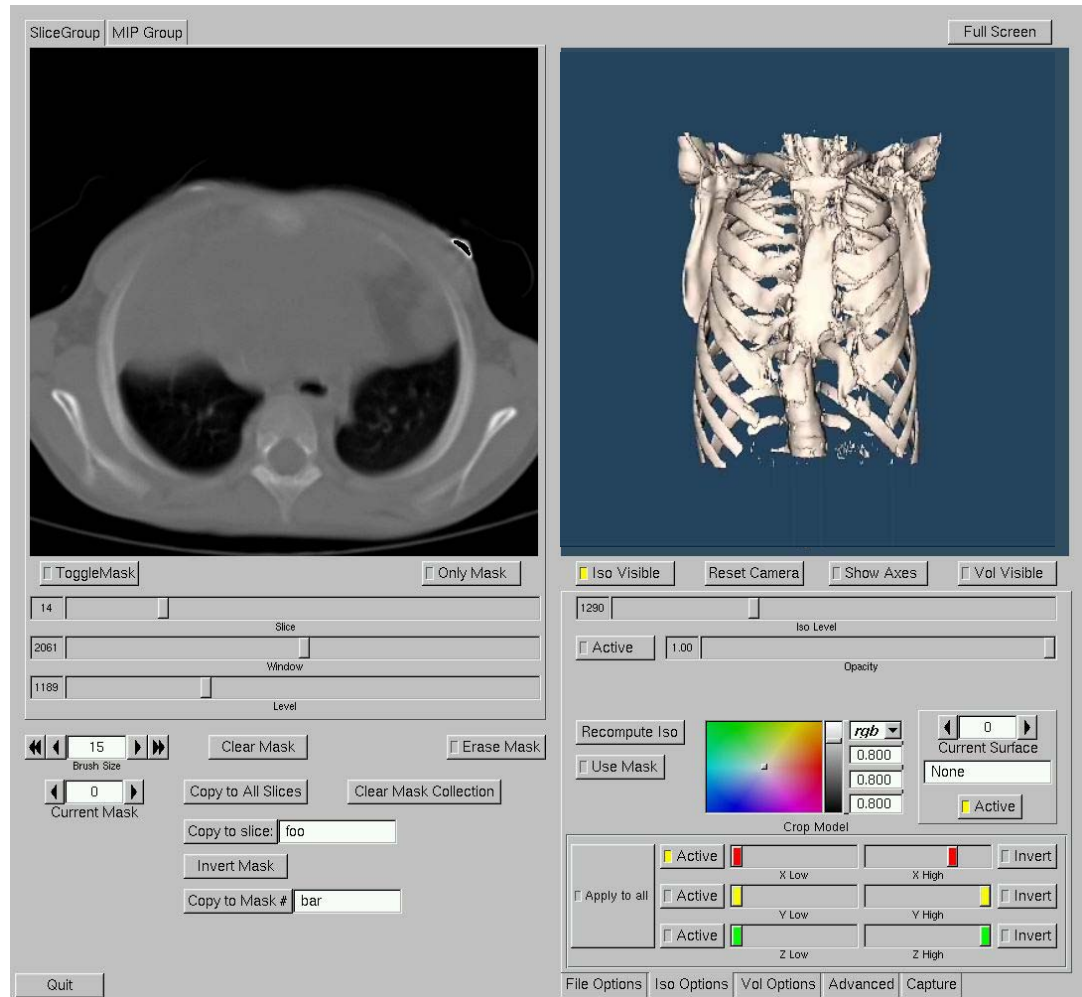 SliceGroup MIP Group
Full Screen
ToggleMask Only Mask
14
Slice
2061
Window
1189
Level
15 Clear Mask Erase Mask
Brush Size
0 Copy to All Slices Clear Mask Collection
Current Mask
Copy to slice: foo
Invert Mask
Copy to Mask # bar
Quit
Iso Visible Reset Camera Show Axes Vol Visible
1290
Iso Level
Active 1.00
Opacity
Recompute Iso rgb 0
0.800 Current Surface
Use Mask 0.800 None
0.800 Active
Crop Model
Active Invert
X Low X High
Apply to all Active Invert
Y Low Y High
Active Invert
Z Low Z High
File Options Iso Options Vol Options Advanced Capture